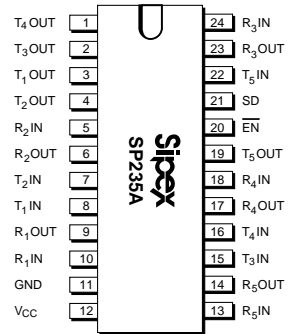 T4OUT 1
T3OUT 2
T1OUT 3
T2OUT 4
R2IN 5
R2OUT 6
T2IN 7
T1IN 8
R1OUT 9
R1IN 10
GND 11
VCC 12
Sipex
SP235A
24 R3IN
23 R3OUT
22 T5IN
21 SD
20 EN
19 T5OUT
18 R4IN
17 R4OUT
16 T4IN
15 T3IN
14 R5OUT
13 R5IN